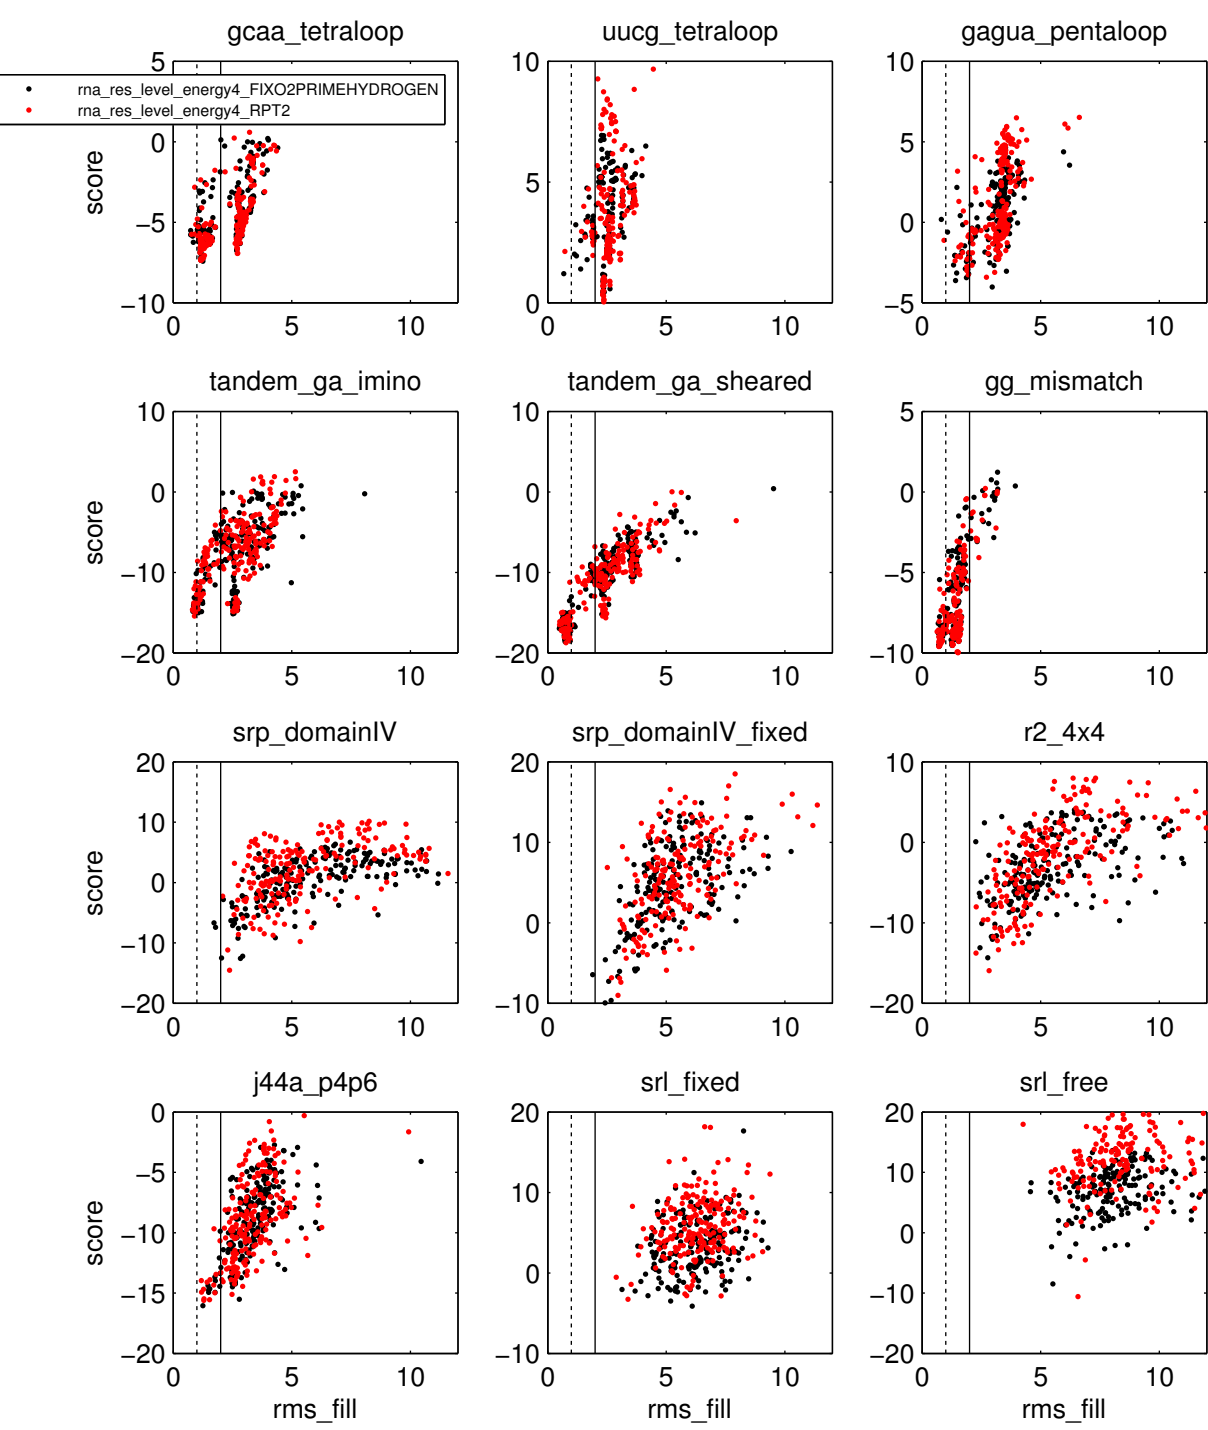 gcaa_tetraloop uucg_tetraloop gagua_pentaloop
5 10 10
rna_res_level_energy4_FIXO2PRIMEHYDROGEN
rna_res_level_energy4_RPT2
0 5 5
score
−5 0
−10 0 −5
0 5 10 0 5 10 0 5 10
tandem_ga_imino tandem_ga_sheared gg_mismatch
10 10 5
0 0 0
score
−10 −10 −5
−20 −20 −10
0 5 10 0 5 10 0 5 10
srp_domainIV srp_domainIV_fixed r2_4x4
20 20 10
10 10 0
score
0 0 −10
−10
−20 −10 −20
0 5 10 0 5 10 0 5 10
j44a_p4p6 srl_fixed srl_free
0 20 20
−5 10 10
score
−10 0 0
−15 −10
−20 −10 −20
0 5 10 0 5 10 0 5 10
rms_fill rms_fill rms_fill